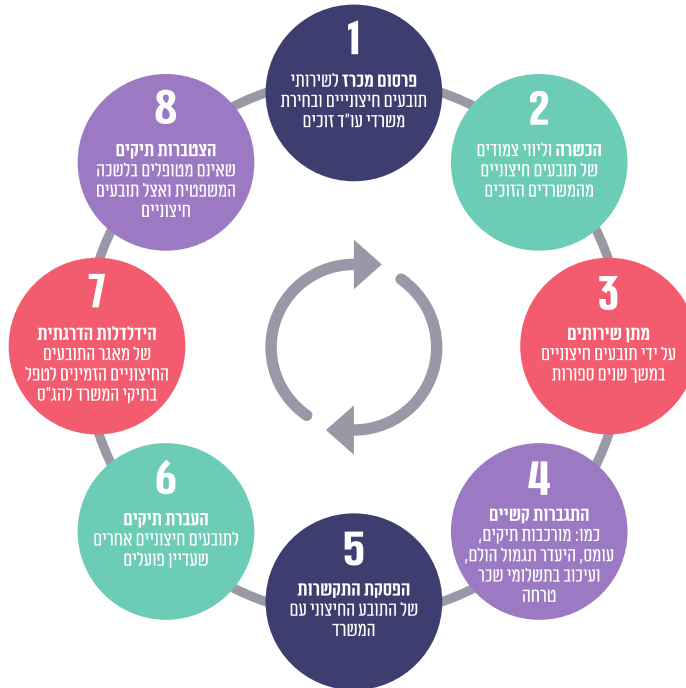 1
פרסום מכרז לשירותי
תובעים חיצוניים ובחירת
משרדי עו"ד זוכים
2
הכשרה וליווי צמודים
של תובעים חיצוניים
מהמשרדים הזוכים
3
מתן שירותים
על ידי תובעים חיצוניים
במשך שנים ספורות
4
התגברות קשיים
כמו: מורכבות תיקים,
עומס, היעדר תגמול הולם,
ועיכוב בתשלומי שכר
טרחה
5
הפסקת התקשרות
של התובע החיצוני עם
המשרד
6
העברת תיקים
לתובעים חיצוניים אחרים
שעדיין פועלים
7
הידלדלות הדרגתית
של מאגר התובעים
החיצוניים הזמינים לטפל
בתיקי המשרד להג"ס
8
הצטברות תיקים
שאינם מטופלים בלשכה
המשפטית ואצל תובעים
חיצוניים